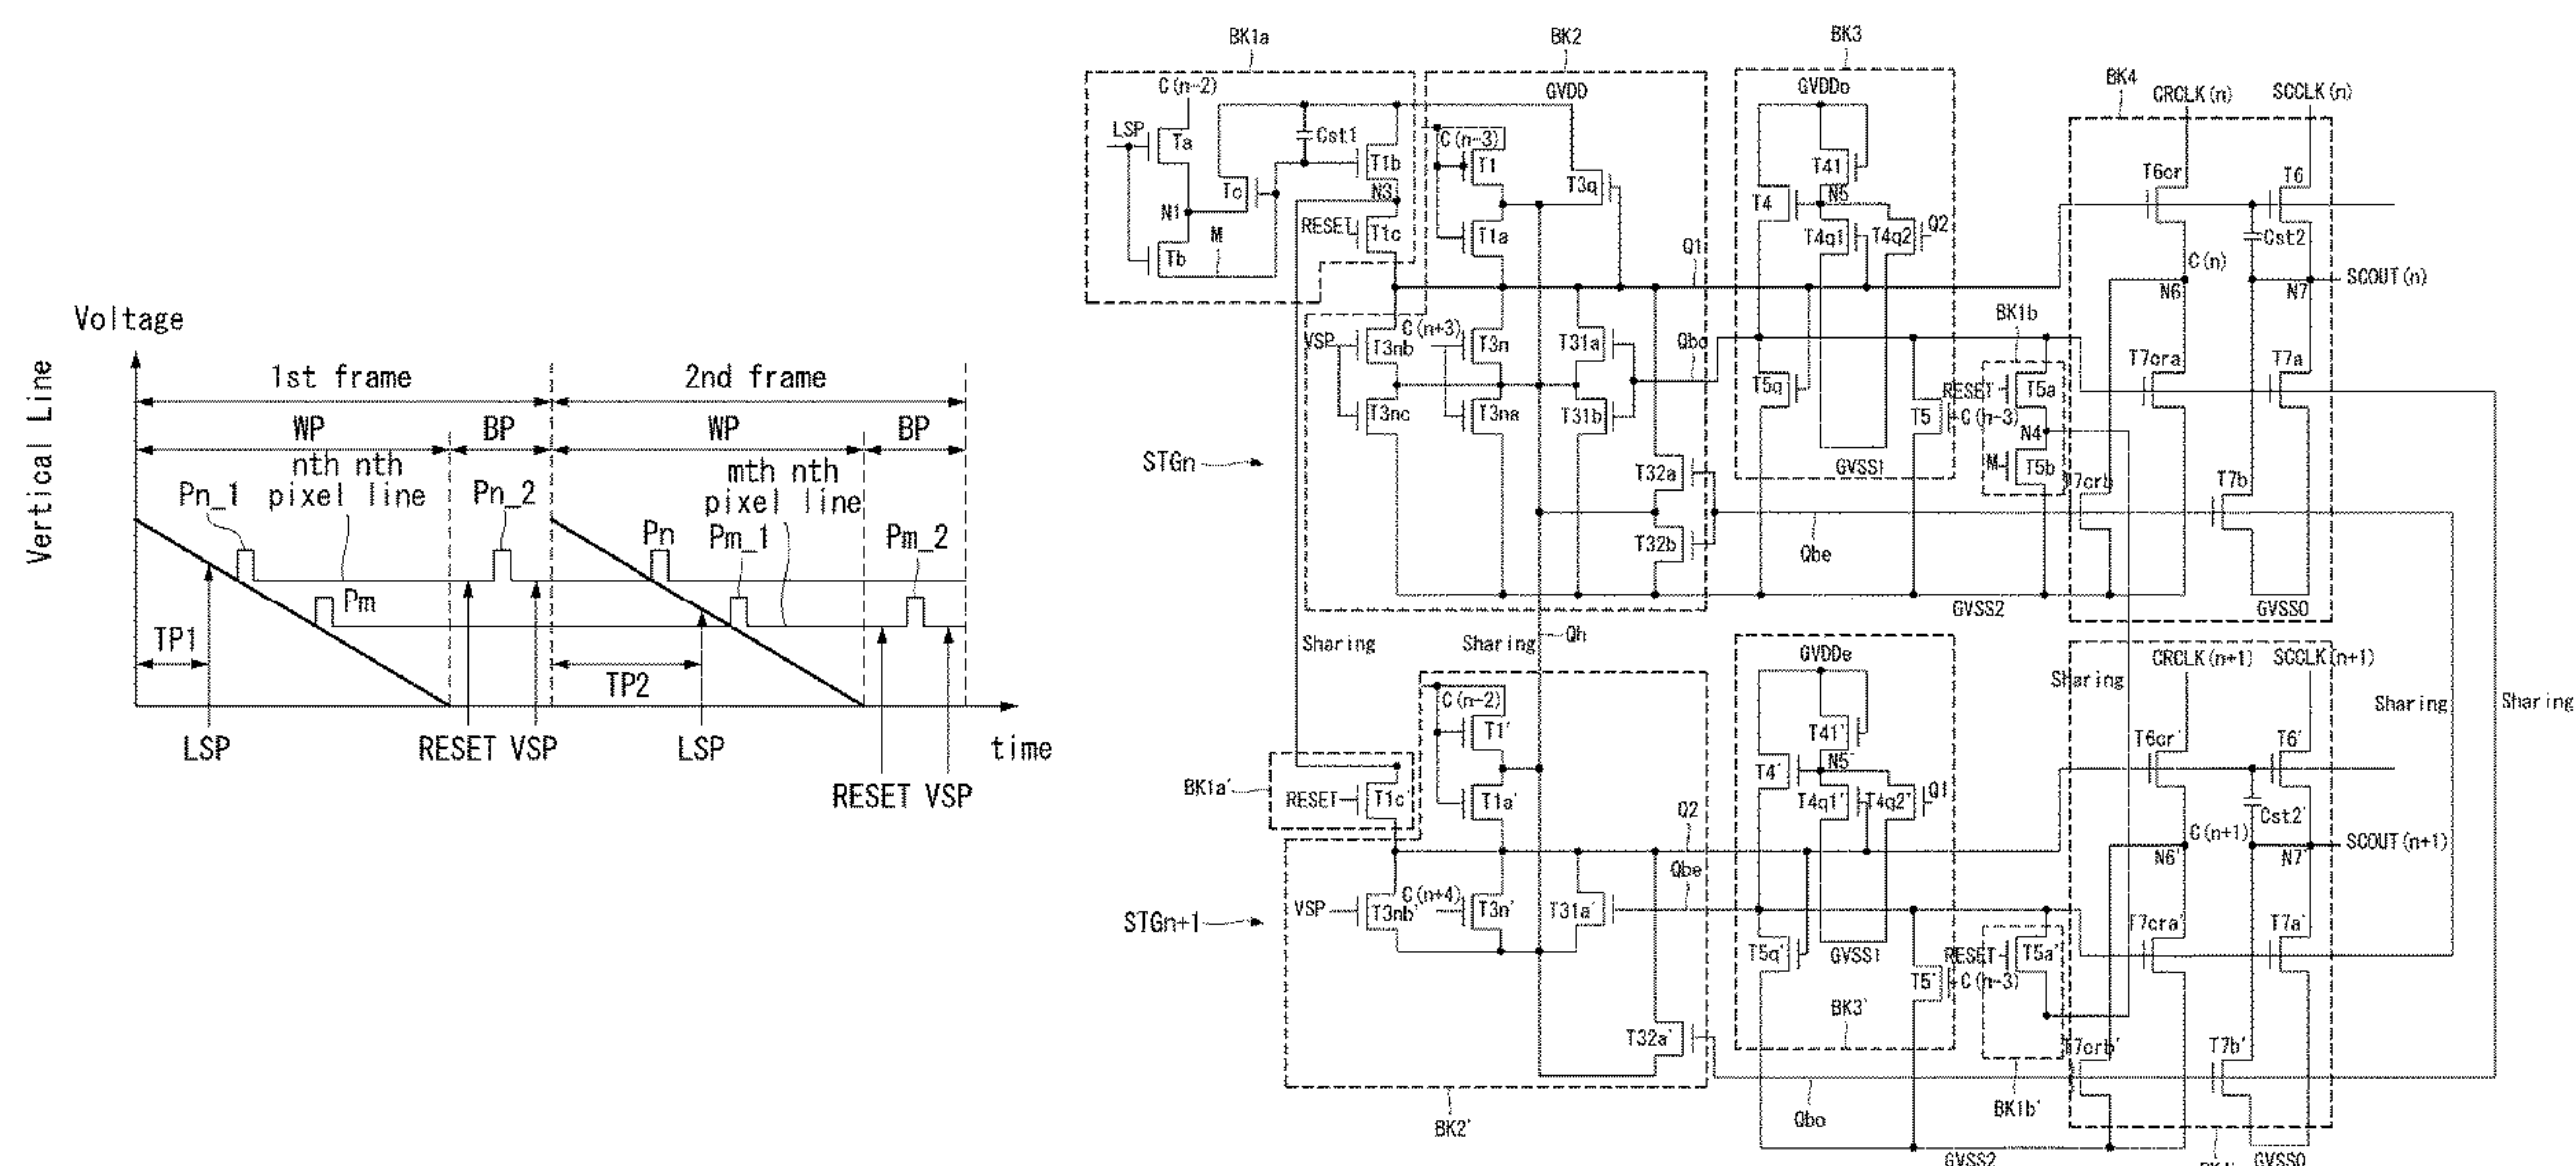 Voltage
Vertical Line
1st frame
2nd frame
WP
BP
WP
BP
nth nth
pixel line
mth nth
pixel line
Pn_1
Pn_2
Pn
Pm_1
Pm_2
Pm
TP1
TP2
LSP
RESET VSP
LSP
time
RESET VSP
BK1a
BK2
BK3
BK4
C(n-2)
LSP
Ta
Tb
Tc
N1
M
Cst1
T1b
N3
RESET
T1c
GVDD
C(n-3)
T1
T1a
T3q
Q1
VSP
T3nb
T3nc
C(n+3)
T3n
T3na
T31a
T31b
T32a
T32b
Qbo
Qbe
GVDDo
T41
T4
N5
T4q1
T4q2
Q2
T5q
T5
GVSS1
+C(n-3)
BK1b
RESET
T5a
N4
M
T5b
CRCLK(n)
SCCLK(n)
T6cr
T6
Cst2
C(n)
N6
N7
SCOUT(n)
T7cra
T7a
T7crb
T7b
GVSS2
GVSS0
STGn
Sharing
Sharing
Qh
Sharing
Sharing
Sharing
BK1a'
RESET
T1c'
C(n-2)
T1'
T1a'
Q2
Qbe
VSP
T3nb'
C(n+4)
T3n'
T31a'
T32a'
STGn+1
BK2'
GVDDe
T41'
T4'
N5'
T4q1'
T4q2'
Q1
T5q'
T5'
GVSS1
BK3'
RESET
+C(n-3)
T5a'
BK1b'
Qbo
CRCLK(n+1)
SCCLK(n+1)
T6cr'
T6'
Cst2'
C(n+1)
N6'
N7'
SCOUT(n+1)
T7cra'
T7a'
T7crb'
T7b'
GVSS2
GVSS0